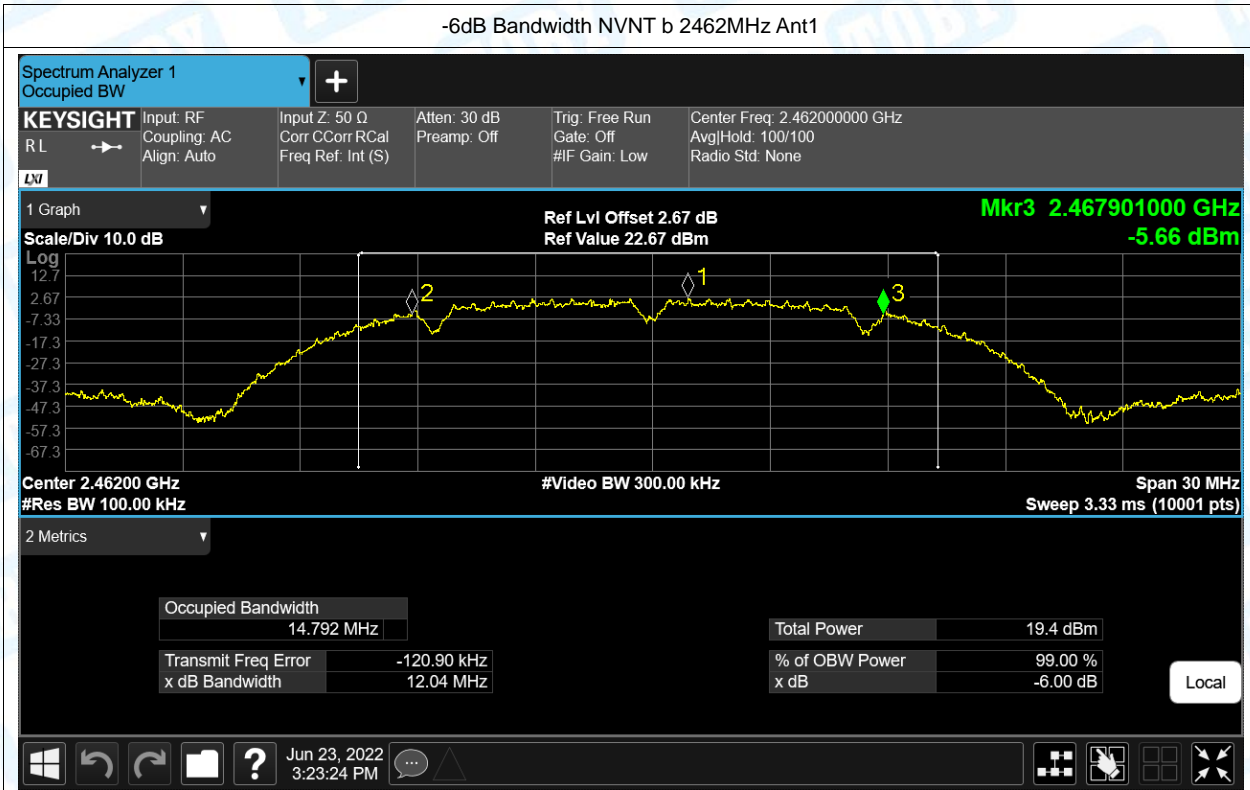 -6dB Bandwidth NVNT b 2462MHz Ant1
Spectrum Analyzer 1
Occupied BW
KEYSIGHT
RL
LXI
Input: RF
Coupling: AC
Align: Auto
Input Z: 50 Ω
Corr CCorr RCal
Freq Ref: Int (S)
Atten: 30 dB
Preamp: Off
Trig: Free Run
Gate: Off
#IF Gain: Low
Center Freq: 2.462000000 GHz
Avg|Hold: 100/100
Radio Std: None
1 Graph
Scale/Div 10.0 dB
Ref Lvl Offset 2.67 dB
Ref Value 22.67 dBm
Mkr3 2.467901000 GHz
-5.66 dBm
Log
12.7
2.67
-7.33
-17.3
-27.3
-37.3
-47.3
-57.3
-67.3
2
1
3
Center 2.46200 GHz
#Res BW 100.00 kHz
#Video BW 300.00 kHz
Span 30 MHz
Sweep 3.33 ms (10001 pts)
2 Metrics
Occupied Bandwidth
14.792 MHz
Transmit Freq Error -120.90 kHz
x dB Bandwidth 12.04 MHz
Total Power 19.4 dBm
% of OBW Power 99.00 %
x dB -6.00 dB
Local
Jun 23, 2022
3:23:24 PM